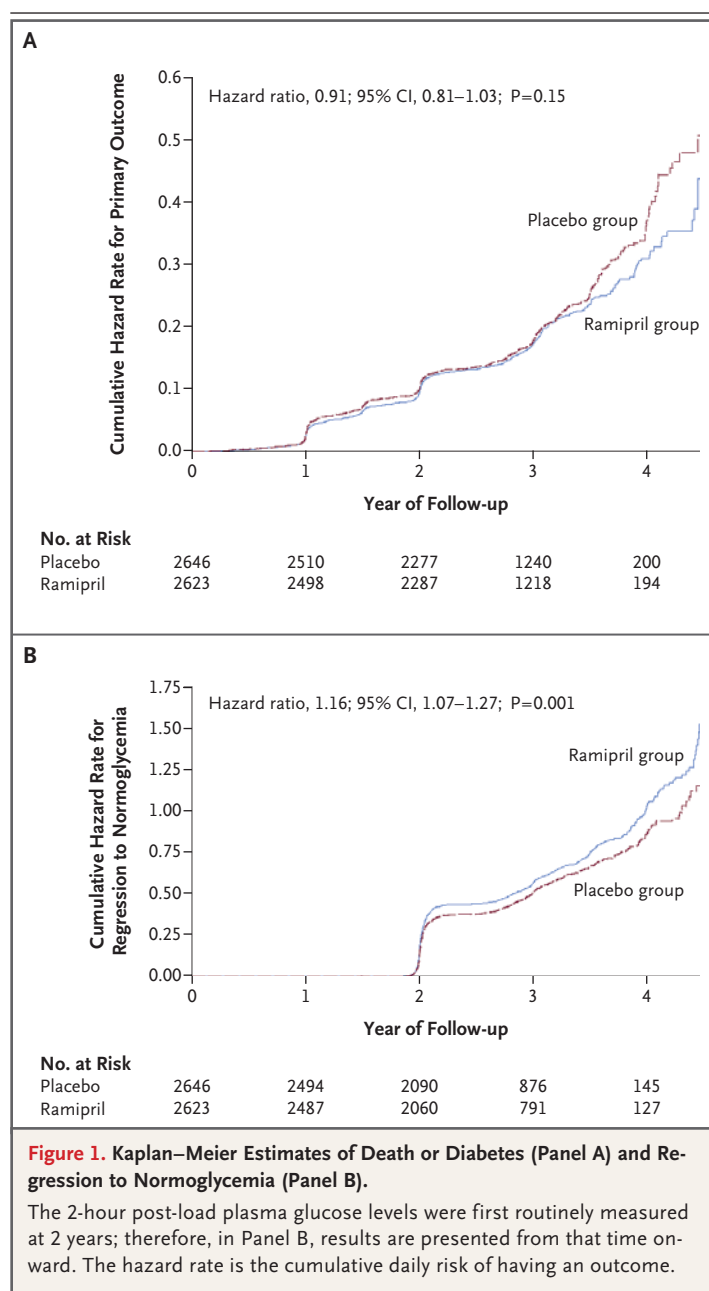 A
Cumulative Hazard Rate for Primary Outcome
0.6
0.5
0.4
0.3
0.2
0.1
0.0
Hazard ratio, 0.91; 95% CI, 0.81–1.03; P=0.15
Placebo group
Ramipril group
0 1 2 3 4
Year of Follow-up
No. at Risk
Placebo 2646 2510 2277 1240 200
Ramipril 2623 2498 2287 1218 194
B
Cumulative Hazard Rate for
Regression to Normoglycemia
1.75
1.50
1.25
1.00
0.75
0.50
0.25
0.00
Hazard ratio, 1.16; 95% CI, 1.07–1.27; P=0.001
Ramipril group
Placebo group
0 1 2 3 4
Year of Follow-up
No. at Risk
Placebo 2646 2494 2090 876 145
Ramipril 2623 2487 2060 791 127
Figure 1. Kaplan–Meier Estimates of Death or Diabetes (Panel A) and Re-
gression to Normoglycemia (Panel B).
The 2-hour post-load plasma glucose levels were first routinely measured
at 2 years; therefore, in Panel B, results are presented from that time on-
ward. The hazard rate is the cumulative daily risk of having an outcome.